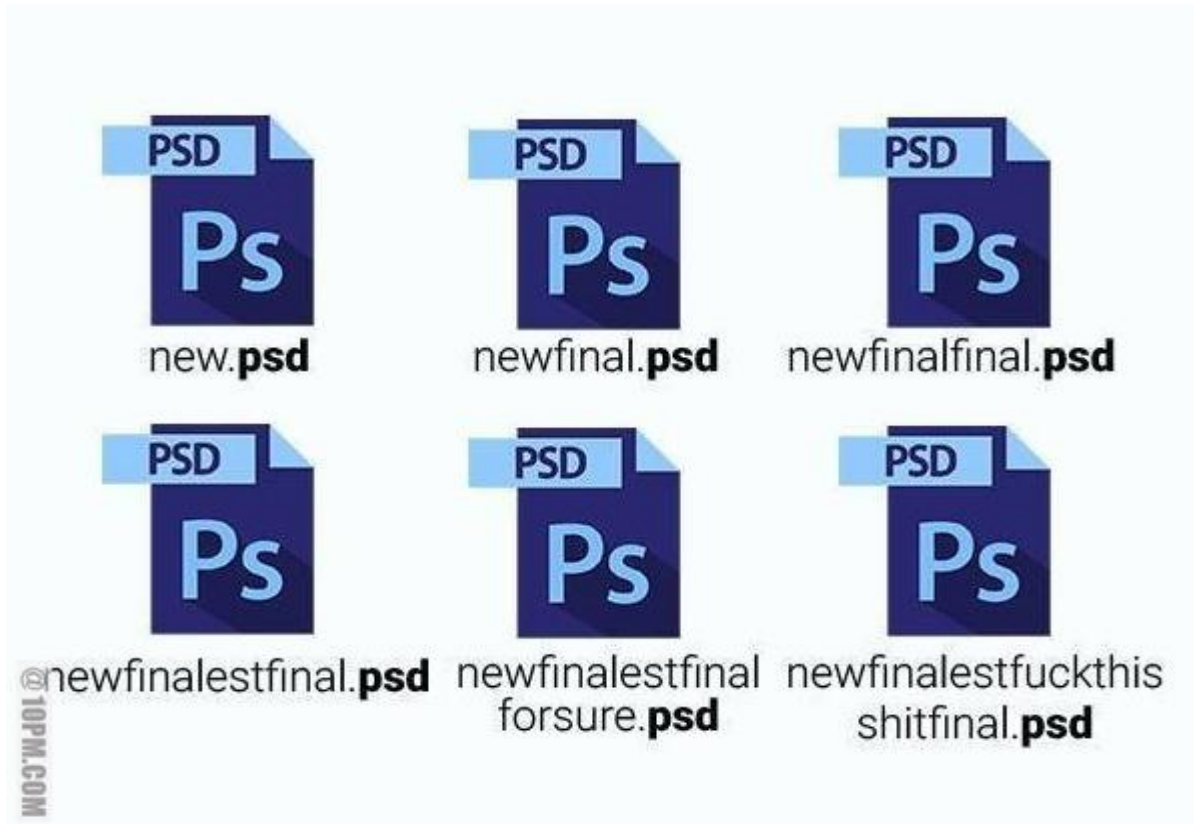 PSD
Ps
new.psd
PSD
Ps
newfinal.psd
PSD
Ps
newfinalfinal.psd
PSD
Ps
newfinalestfinal.psd
PSD
Ps
newfinalestfinal
forsure.psd
PSD
Ps
newfinalestfuckthis
shitfinal.psd
@10PM.COM